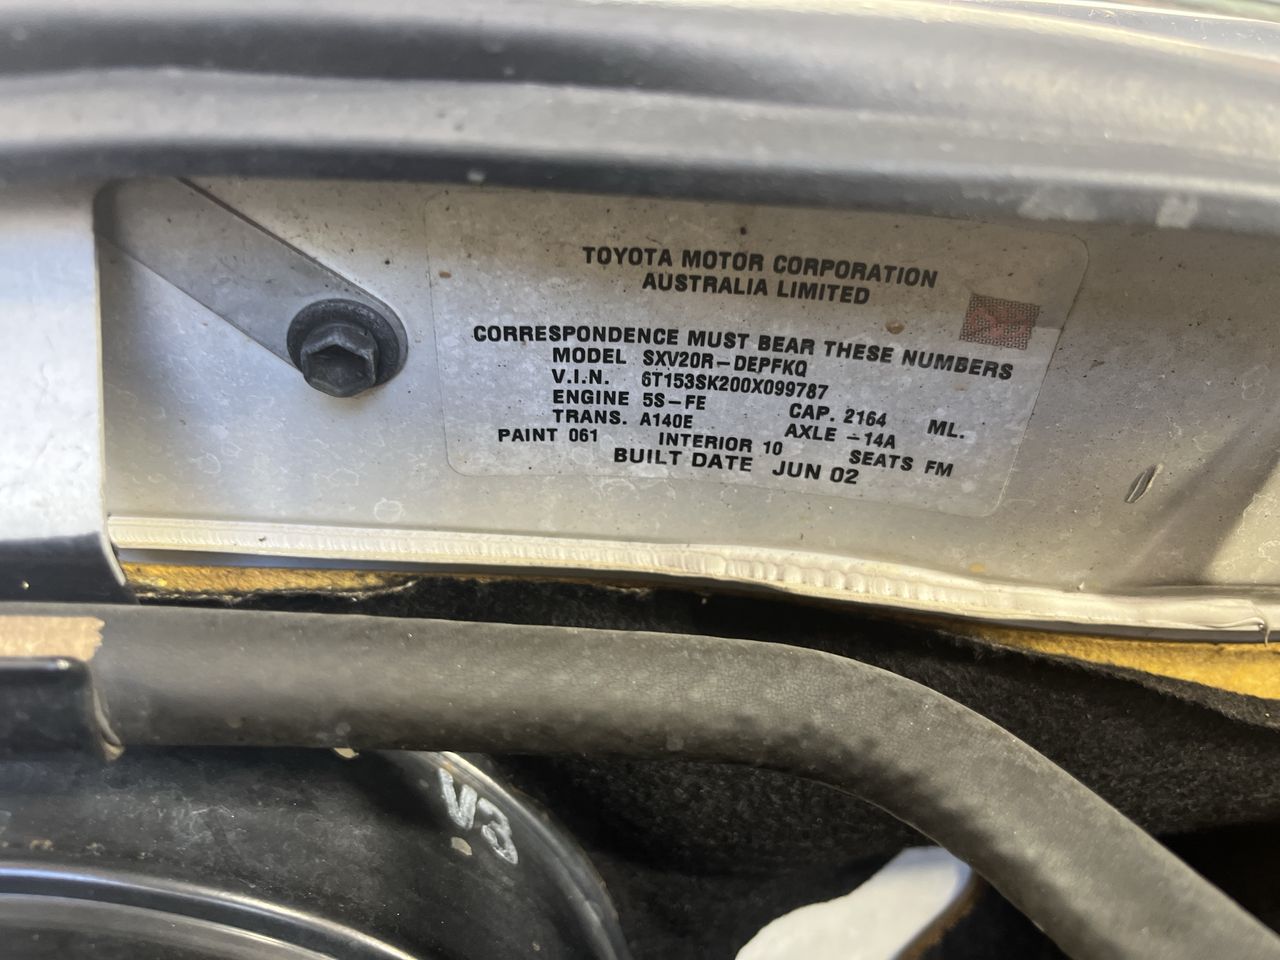 TOYOTA MOTOR CORPORATION
AUSTRALIA LIMITED
CORRESPONDENCE MUST BEAR THESE NUMBERS
MODEL SXV20R-DEPFKQ
V.I.N. 6T153SK200X099787
ENGINE 5S-FE CAP. 2164 ML.
TRANS. A140E AXLE -14A
PAINT 061 INTERIOR 10 SEATS FM
BUILT DATE JUN 02
V3